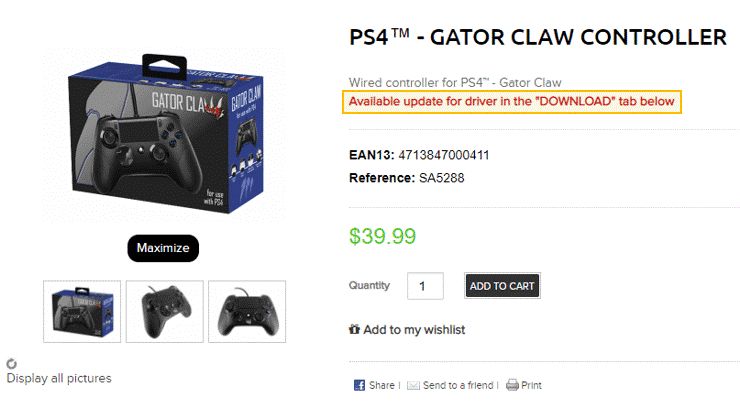 PS4™ - GATOR CLAW CONTROLLER
Wired controller for PS4™ - Gator Claw
Available update for driver in the "DOWNLOAD" tab below
EAN13: 4713847000411
Reference: SA5288
$39.99
Quantity 1 ADD TO CART
Add to my wishlist
Share | Send to a friend | Print
GATOR CLAW
GATOR CLAW
for use with PS4
for use
with PS4
Maximize
Display all pictures